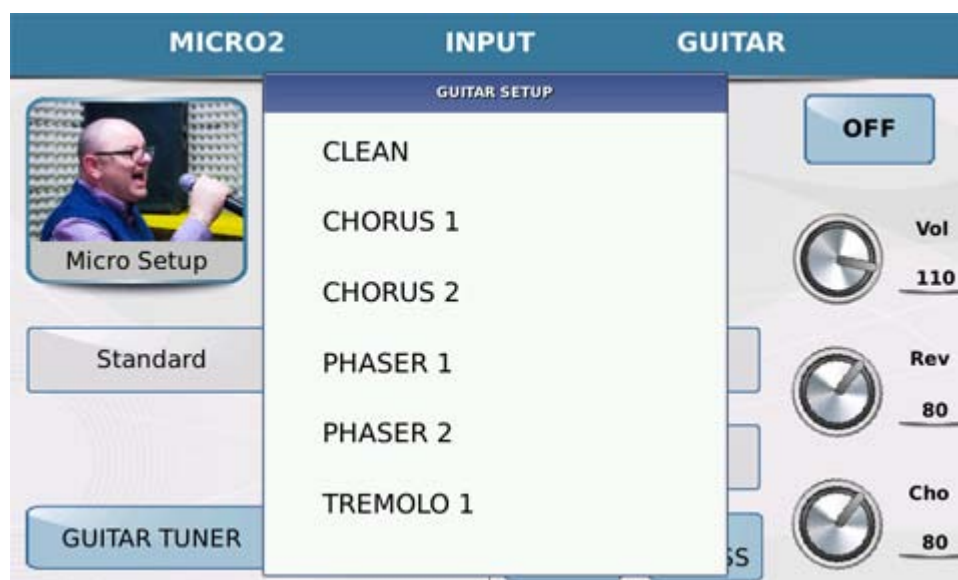 MICRO2 INPUT GUITAR
GUITAR SETUP
CLEAN
CHORUS 1
CHORUS 2
PHASER 1
PHASER 2
TREMOLO 1
Micro Setup
Standard
GUITAR TUNER
OFF
Vol
110
Rev
80
Cho
80